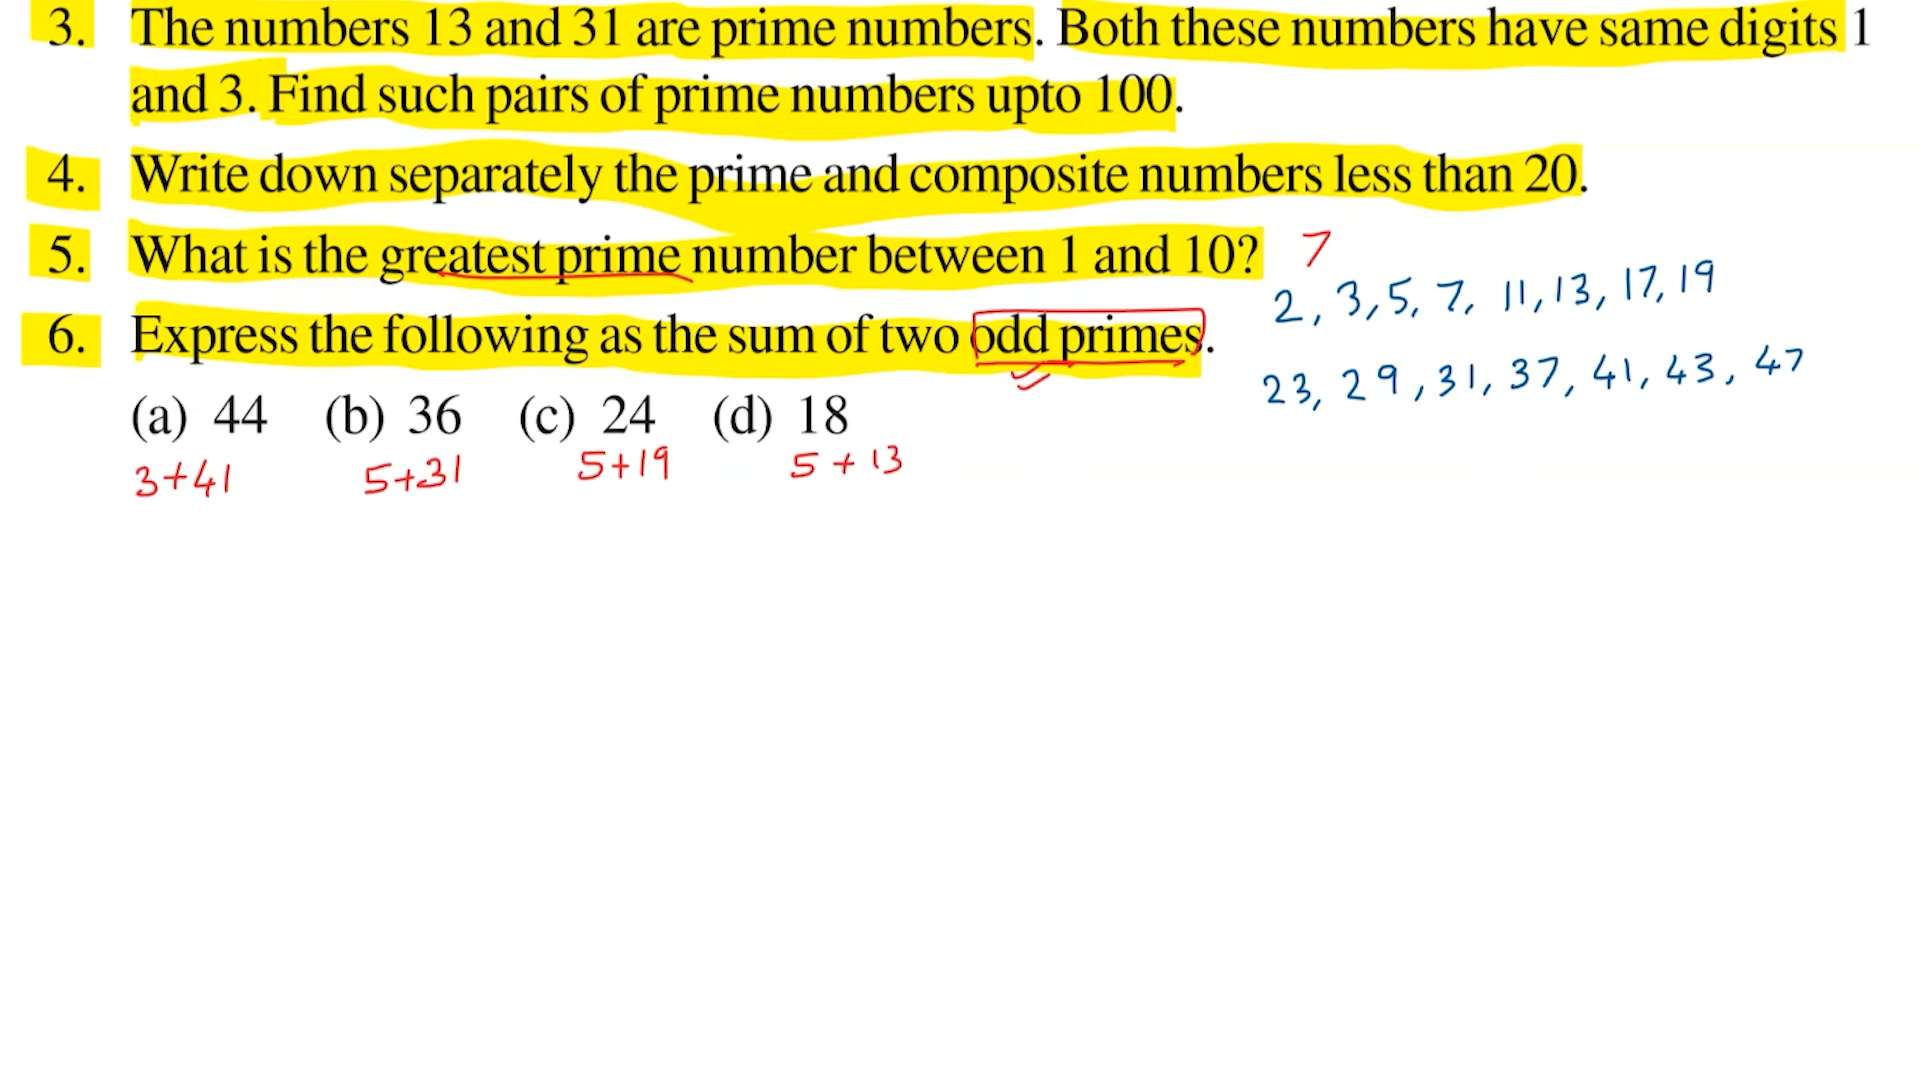 3. The numbers 13 and 31 are prime numbers. Both these numbers have same digits 1
and 3. Find such pairs of prime numbers upto 100.
4. Write down separately the prime and composite numbers less than 20.
5. What is the greatest prime number between 1 and 10? 7
2, 3, 5, 7, 11, 13, 17, 19
6. Express the following as the sum of two odd primes.
23, 29, 31, 37, 41, 43, 47
(a) 44 (b) 36 (c) 24 (d) 18
3+41 5+31 5+19 5 + 13